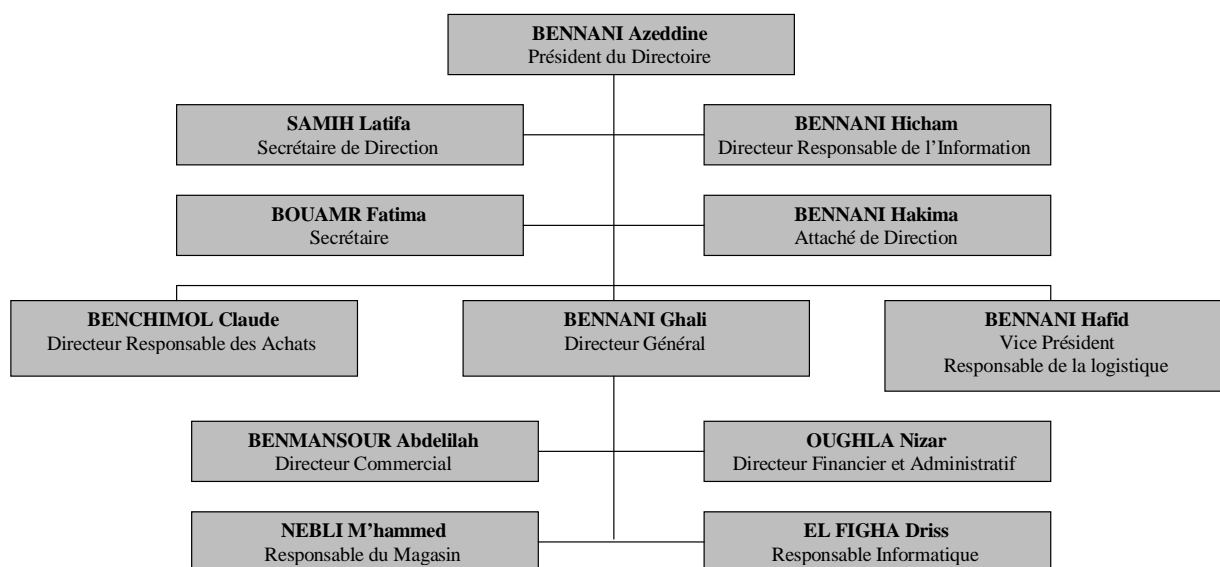 BENNANI Azeddine
Président du Directoire
SAMIH Latifa
Secrétaire de Direction
BENNANI Hicham
Directeur Responsable de l’Information
BOUAMR Fatima
Secrétaire
BENNANI Hakima
Attaché de Direction
BENCHIMOL Claude
Directeur Responsable des Achats
BENNANI Ghali
Directeur Général
BENNANI Hafid
Vice Président
Responsable de la logistique
BENMANSOUR Abdelilah
Directeur Commercial
OUGHLA Nizar
Directeur Financier et Administratif
NEBLI M’hammed
Responsable du Magasin
EL FIGHA Driss
Responsable Informatique